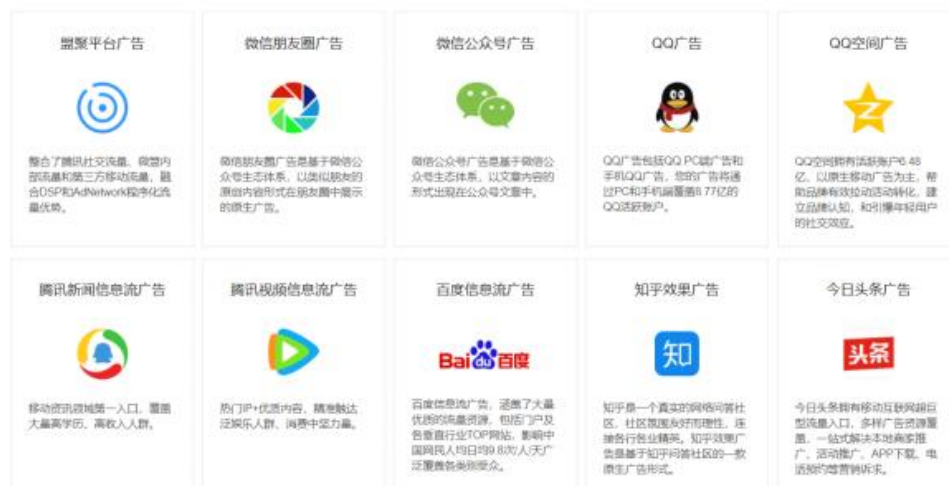 盟聚平台广告
微信朋友圈广告
微信公众号广告
QQ广告
QQ空间广告
整合了腾讯社交流量、微盟内
部流量和第三方移动流量，融
合DSP和AdNetwork程序化流
量优势。
微信朋友圈广告是基于微信公
众号生态体系，以类似朋友的
原创内容形式在朋友圈中展示
的原生广告。
微信公众号广告是基于微信公
众号生态体系，以文章内容的
形式出现在公众号文章中。
QQ广告包括QQ PC端广告和
手机QQ广告，您的广告将通
过PC和手机端覆盖8.77亿的
QQ活跃账户。
QQ空间拥有活跃账户6.48
亿，以原生移动广告为主，帮
助品牌有效拉动活动转化，建
立品牌认知，和引爆年轻用户
的社交效应。
腾讯新闻信息流广告
腾讯视频信息流广告
百度信息流广告
知乎效果广告
今日头条广告
Bai du 百度
知
头条
移动资讯领域第一入口，覆盖
大量高学历、高收入人群。
热门IP+优质内容，精准触达
泛娱乐人群，消费中坚力量。
百度信息流广告，涵盖了大量
优质的流量资源，包括门户及
各垂直行业TOP网站，影响中
国网民人均日均9.8次/人/天广
泛覆盖各类别受众。
知乎是一个真实的网络问答社
区，社区氛围友好而理性，连
接各行各业精英。知乎效果广
告是基于知乎问答社区的一款
原生广告形式。
今日头条拥有移动互联网超巨
型流量入口，多样广告资源覆
盖，一站式解决本地商家推
广、活动推广、APP下载、电
话预约等营销诉求。